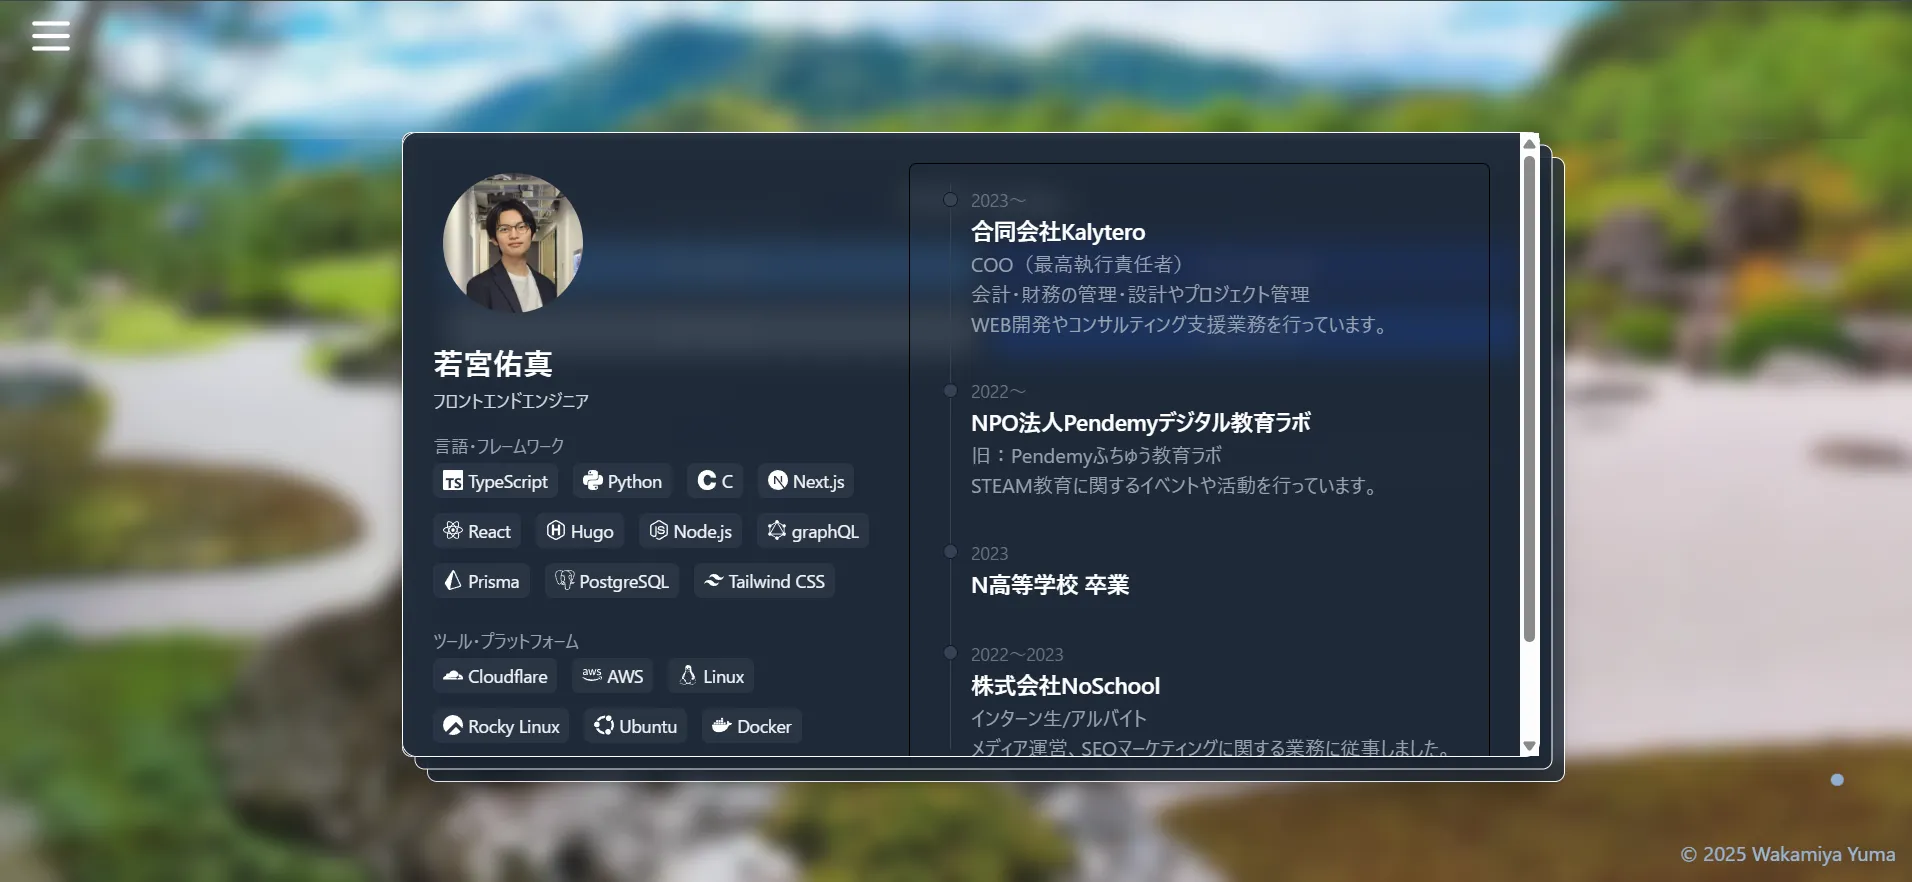 若宮佑真
フロントエンドエンジニア
言語・フレームワーク
TS TypeScript
Python
C C
N Next.js
React
H Hugo
JS Node.js
graphQL
Prisma
PostgreSQL
Tailwind CSS
ツール・プラットフォーム
Cloudflare
aws AWS
Linux
Rocky Linux
Ubuntu
Docker
2023～
合同会社Kalytero
COO（最高執行責任者）
会計・財務の管理・設計やプロジェクト管理
WEB開発やコンサルティング支援業務を行っています。
2022～
NPO法人Pendemyデジタル教育ラボ
旧：Pendemyふちゅう教育ラボ
STEAM教育に関するイベントや活動を行っています。
2023
N高等学校 卒業
2022～2023
株式会社NoSchool
インターン生/アルバイト
メディア運営、SEOマーケティングに関する業務に従事しました。
© 2025 Wakamiya Yuma